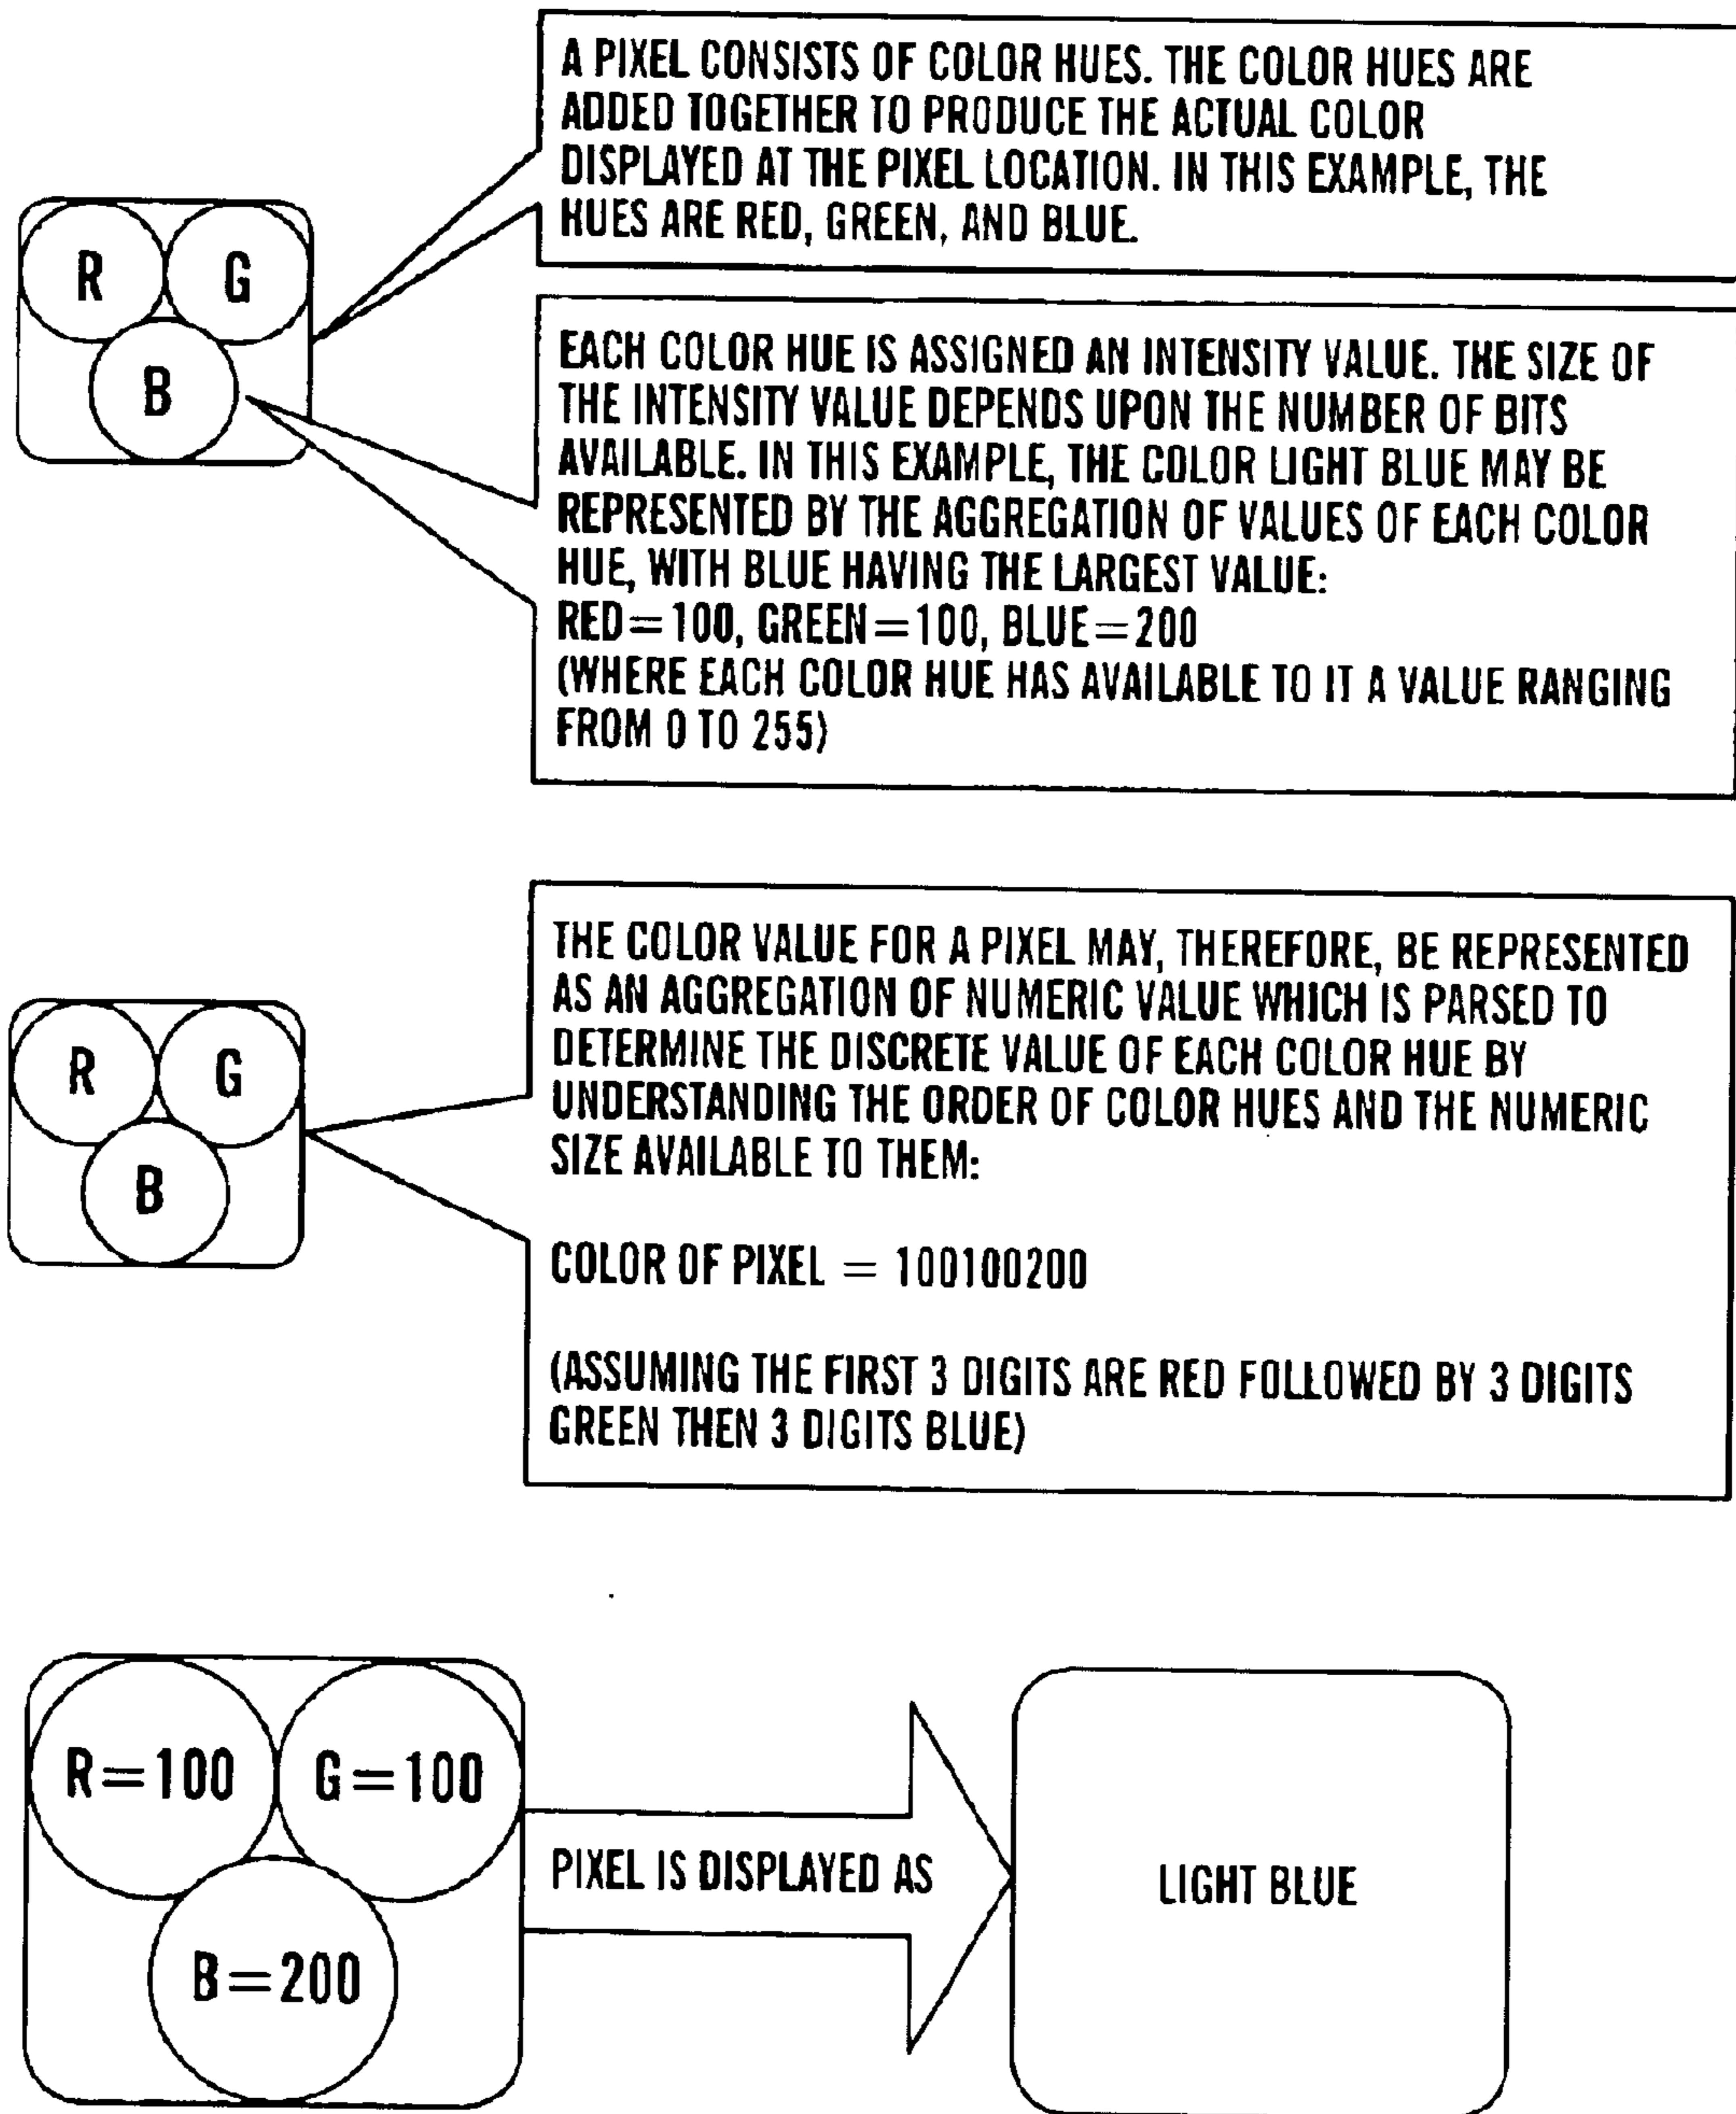 A PIXEL CONSISTS OF COLOR HUES. THE COLOR HUES ARE
ADDED TOGETHER TO PRODUCE THE ACTUAL COLOR
DISPLAYED AT THE PIXEL LOCATION. IN THIS EXAMPLE, THE
HUES ARE RED, GREEN, AND BLUE.
R
G
B
EACH COLOR HUE IS ASSIGNED AN INTENSITY VALUE. THE SIZE OF
THE INTENSITY VALUE DEPENDS UPON THE NUMBER OF BITS
AVAILABLE. IN THIS EXAMPLE, THE COLOR LIGHT BLUE MAY BE
REPRESENTED BY THE AGGREGATION OF VALUES OF EACH COLOR
HUE, WITH BLUE HAVING THE LARGEST VALUE:
RED=100, GREEN=100, BLUE=200
(WHERE EACH COLOR HUE HAS AVAILABLE TO IT A VALUE RANGING
FROM 0 TO 255)
THE COLOR VALUE FOR A PIXEL MAY, THEREFORE, BE REPRESENTED
AS AN AGGREGATION OF NUMERIC VALUE WHICH IS PARSED TO
DETERMINE THE DISCRETE VALUE OF EACH COLOR HUE BY
UNDERSTANDING THE ORDER OF COLOR HUES AND THE NUMERIC
SIZE AVAILABLE TO THEM:
COLOR OF PIXEL = 100100200
(ASSUMING THE FIRST 3 DIGITS ARE RED FOLLOWED BY 3 DIGITS
GREEN THEN 3 DIGITS BLUE)
R
G
B
R=100
G=100
B=200
PIXEL IS DISPLAYED AS
LIGHT BLUE